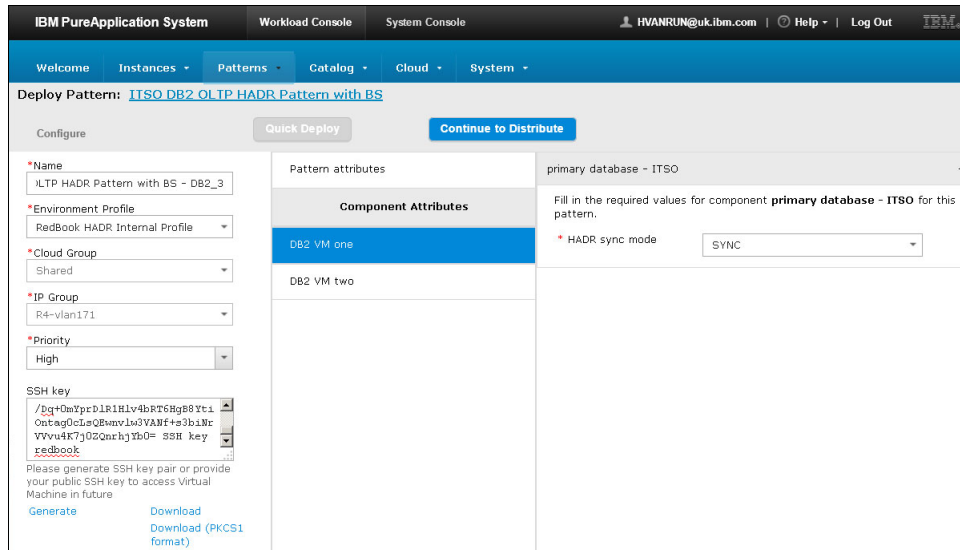 IBM PureApplication System
Workload Console
System Console
HVANRUN@uk.ibm.com | Help | Log Out
IBM
Welcome Instances Patterns Catalog Cloud System
Deploy Pattern: ITSO DB2 OLTP HADR Pattern with BS
Configure
Quick Deploy
Continue to Distribute
*Name
OLTP HADR Pattern with BS - DB2_3
*Environment Profile
RedBook HADR Internal Profile
*Cloud Group
Shared
*IP Group
R4-vlan171
*Priority
High
SSH key
/Dq+OmYprDlR1Hlv4bRT6HgB8Yti
OntagOcLsQEwnvlw3VANf+s3biNr
VVvu4K7jOZQnrhjYbO= SSH key
redbook
Please generate SSH key pair or provide
your public SSH key to access Virtual
Machine in future
Generate
Download
Download (PKCS1
format)
Pattern attributes
Component Attributes
DB2 VM one
DB2 VM two
primary database - ITSO
Fill in the required values for component primary database - ITSO for this
pattern.
* HADR sync mode
SYNC